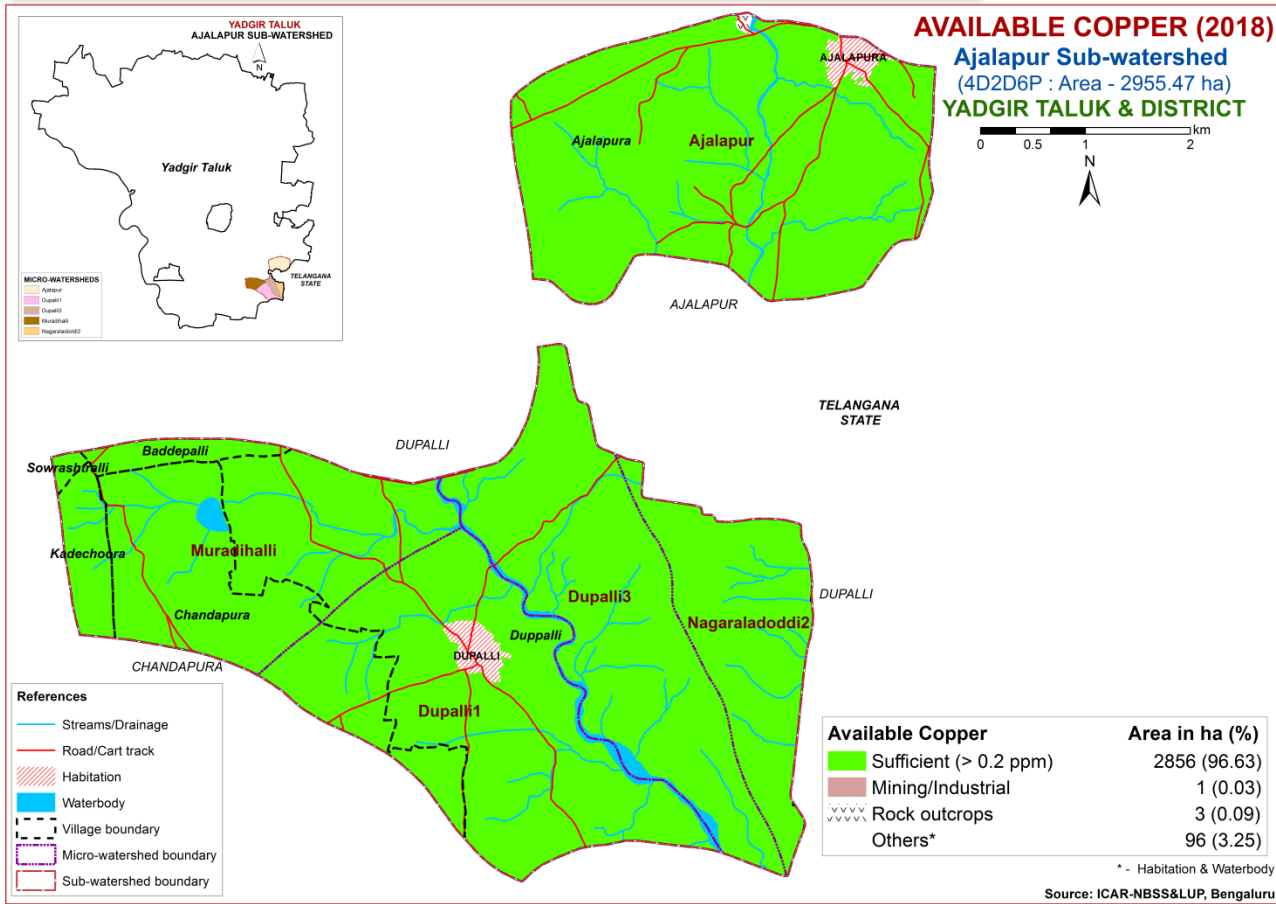 YADGIR TALUK
AJALAPUR SUB-WATERSHED
N
Yadgir Taluk
TELANGANA
STATE
MICRO-WATERSHEDS
Ajalapur
Dupalli1
Dupalli3
Muradihalli
Nagaraladoddi2
AVAILABLE COPPER (2018)
Ajalapur Sub-watershed
(4D2D6P : Area - 2955.47 ha)
YADGIR TALUK & DISTRICT
km
0 0.5 1 2
N
AJALAPURA
Ajalapura
Ajalapur
AJALAPUR
TELANGANA
STATE
DUPALLI
Baddepalli
Sowrashtralli
Kadechoora
Muradihalli
Chandapura
CHANDAPURA
Dupalli3
DUPALLI
Nagaraladoddi2
Duppalli
DUPALLI
Dupalli1
References
Streams/Drainage
Road/Cart track
Habitation
Waterbody
Village boundary
Micro-watershed boundary
Sub-watershed boundary
Available Copper Area in ha (%)
Sufficient (> 0.2 ppm) 2856 (96.63)
Mining/Industrial 1 (0.03)
Rock outcrops 3 (0.09)
Others* 96 (3.25)
* - Habitation & Waterbody
Source: ICAR-NBSS&LUP, Bengaluru